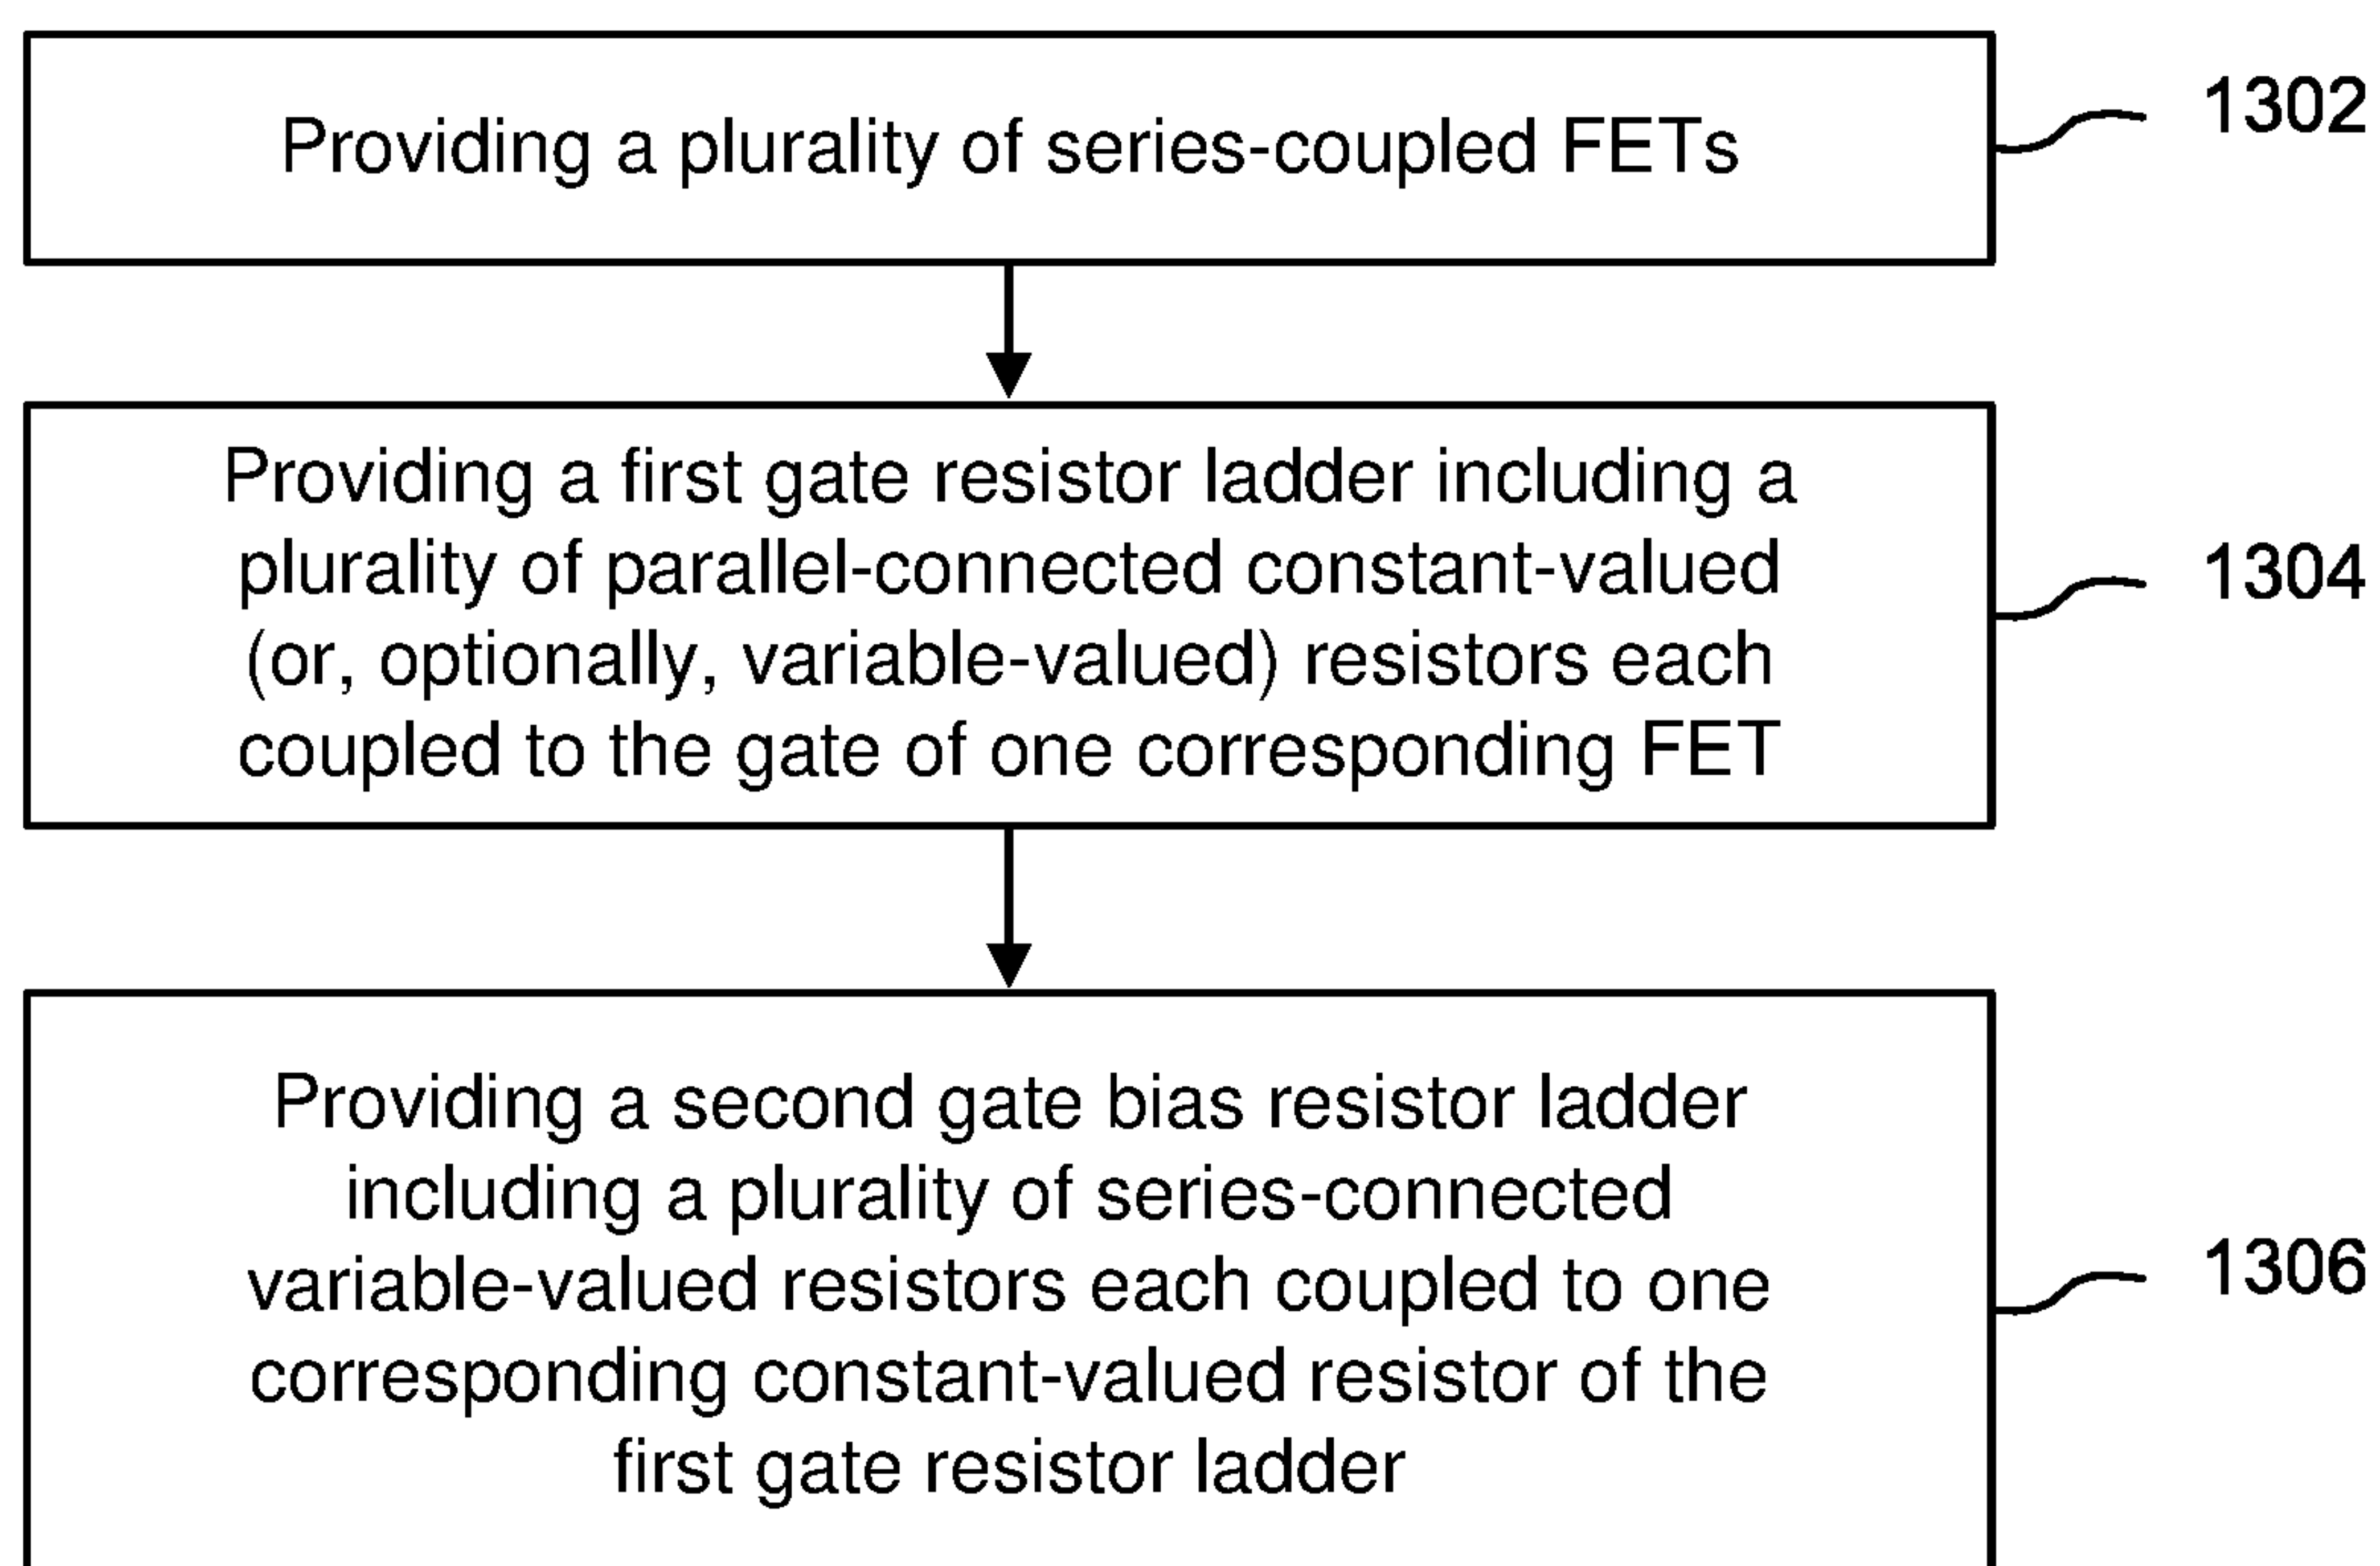 Providing a plurality of series-coupled FETs
1302
Providing a first gate resistor ladder including a
plurality of parallel-connected constant-valued
(or, optionally, variable-valued) resistors each
coupled to the gate of one corresponding FET
1304
Providing a second gate bias resistor ladder
including a plurality of series-connected
variable-valued resistors each coupled to one
corresponding constant-valued resistor of the
first gate resistor ladder
1306